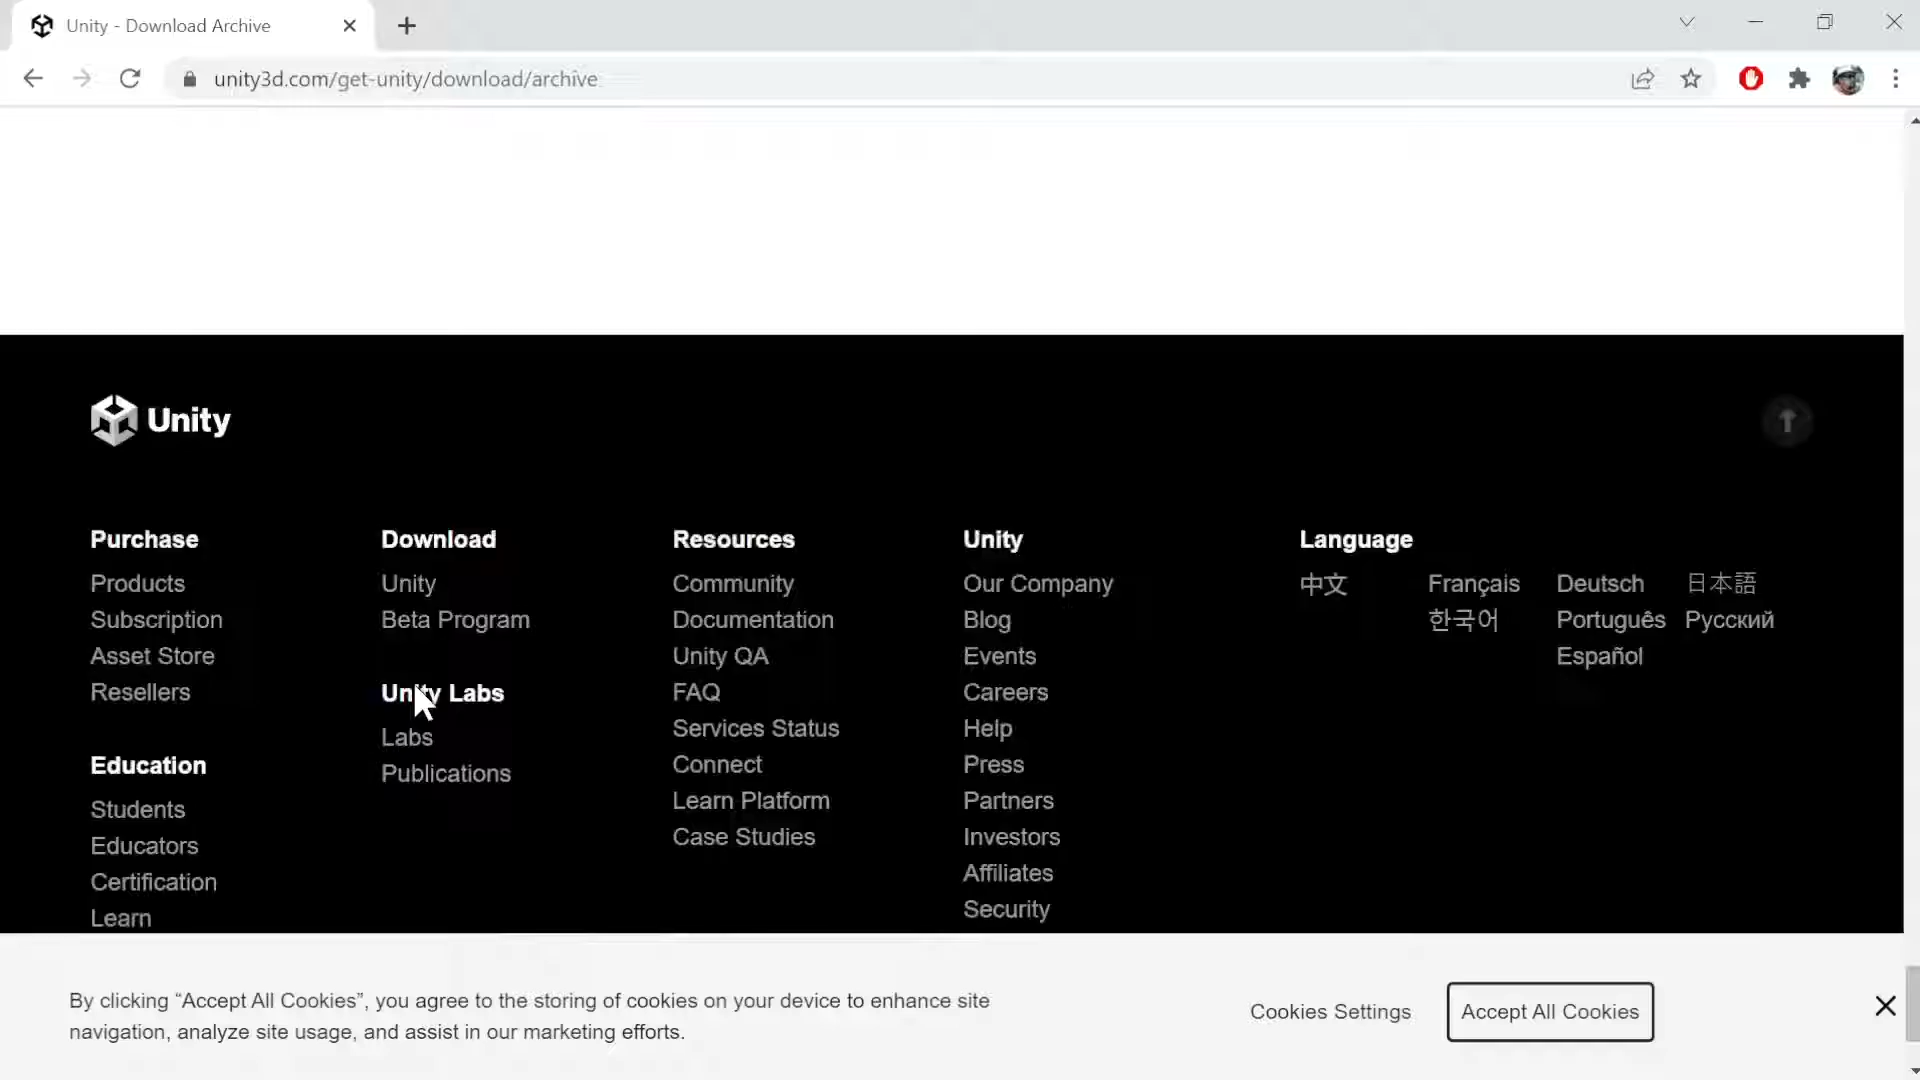 Unity - Download Archive
unity3d.com/get-unity/download/archive
Unity
Purchase
Products
Subscription
Asset Store
Resellers
Education
Students
Educators
Certification
Learn
Download
Unity
Beta Program
Unity Labs
Labs
Publications
Resources
Community
Documentation
Unity QA
FAQ
Services Status
Connect
Learn Platform
Case Studies
Unity
Our Company
Blog
Events
Careers
Help
Press
Partners
Investors
Affiliates
Security
Language
中文 Français Deutsch 日本語
한국어 Português Русский
Español
By clicking “Accept All Cookies”, you agree to the storing of cookies on your device to enhance site
navigation, analyze site usage, and assist in our marketing efforts.
Cookies Settings
Accept All Cookies